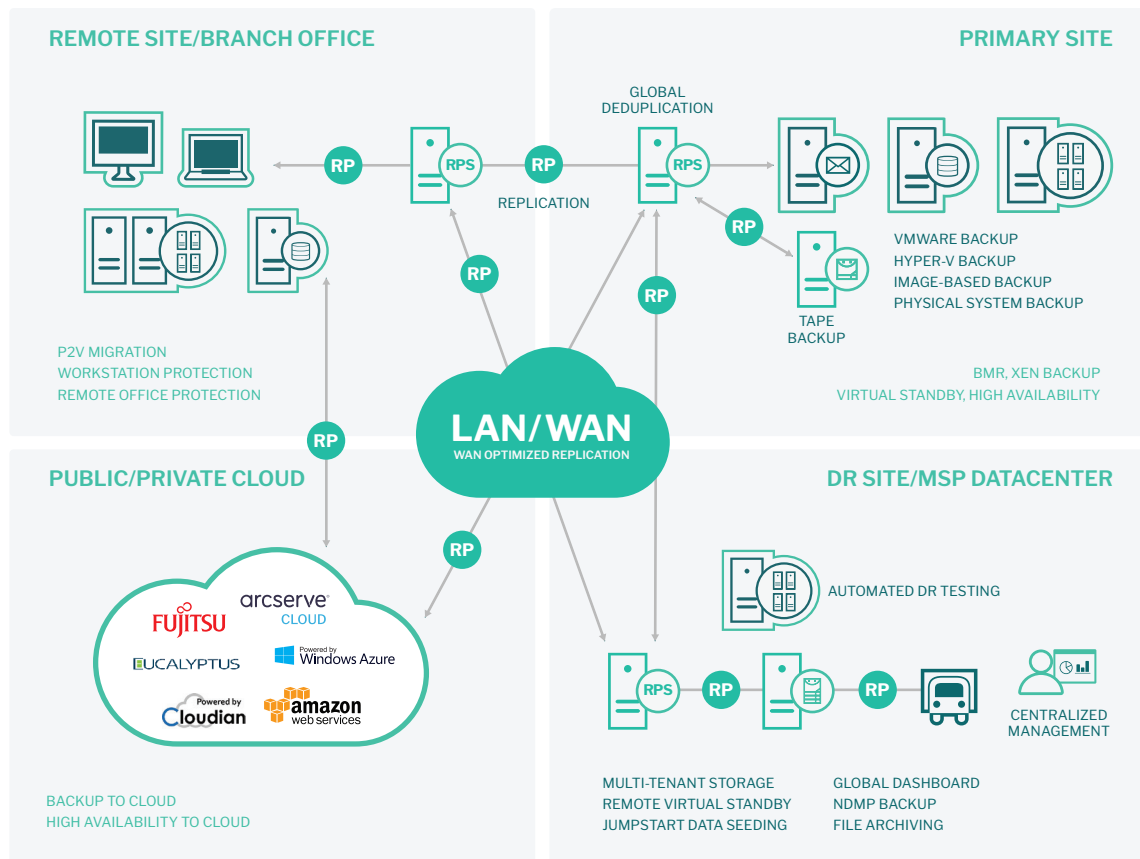 REMOTE SITE/BRANCH OFFICE
RP
RPS
RP
REPLICATION
RP
P2V MIGRATION
WORKSTATION PROTECTION
REMOTE OFFICE PROTECTION
RP
PRIMARY SITE
GLOBAL
DEDUPLICATION
RPS
RP
RP
TAPE
BACKUP
VMWARE BACKUP
HYPER-V BACKUP
IMAGE-BASED BACKUP
PHYSICAL SYSTEM BACKUP
BMR, XEN BACKUP
VIRTUAL STANDBY, HIGH AVAILABILITY
LAN/WAN
WAN OPTIMIZED REPLICATION
PUBLIC/PRIVATE CLOUD
RP
FUJITSU
arcserve®
CLOUD
EUCALYPTUS
Powered by
Windows Azure
Powered by
Cloudian
amazon
web services
BACKUP TO CLOUD
HIGH AVAILABILITY TO CLOUD
DR SITE/MSP DATACENTER
AUTOMATED DR TESTING
RPS
RP
RP
CENTRALIZED
MANAGEMENT
MULTI-TENANT STORAGE
REMOTE VIRTUAL STANDBY
JUMPSTART DATA SEEDING
GLOBAL DASHBOARD
NDMP BACKUP
FILE ARCHIVING